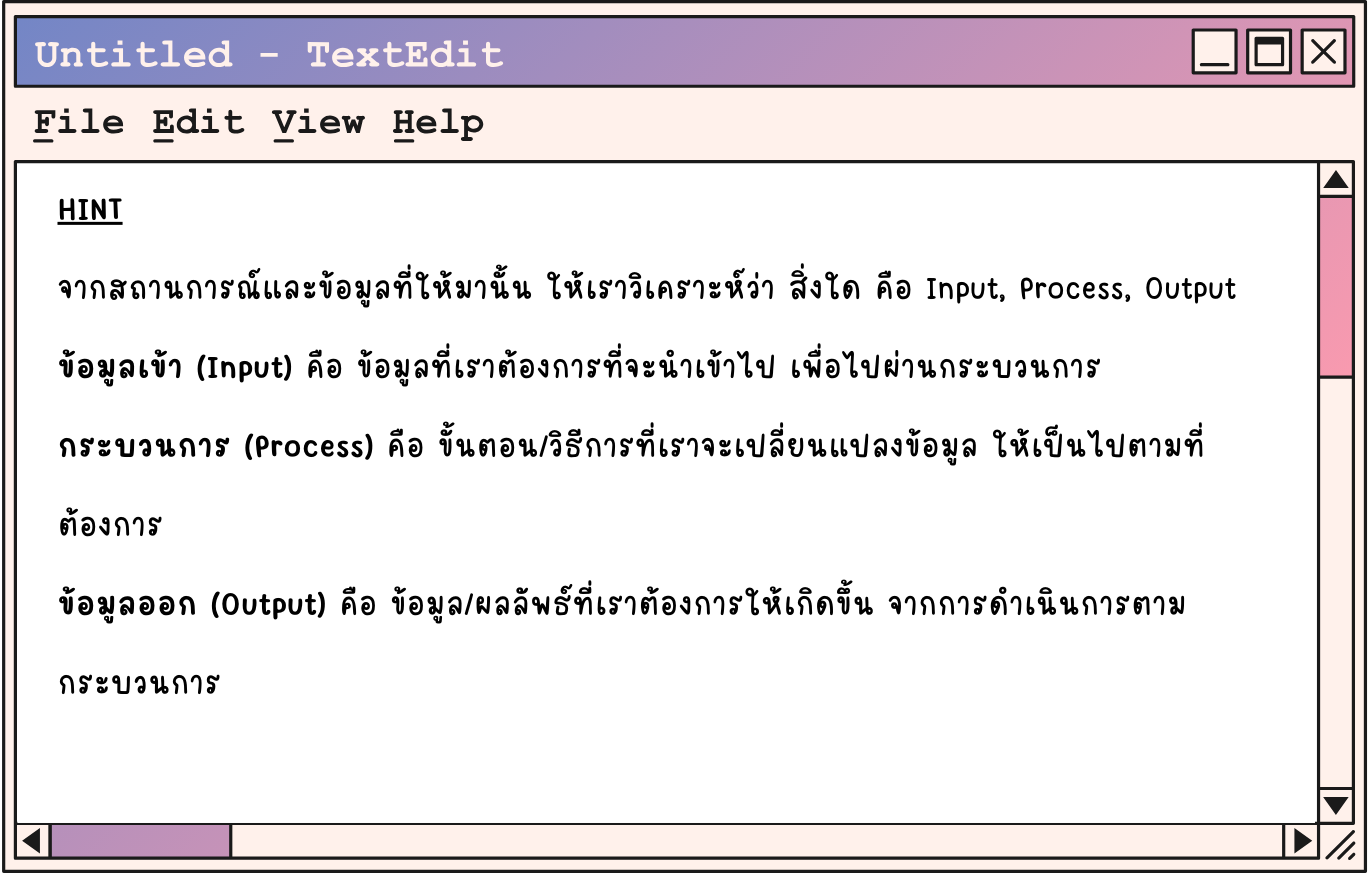 Untitled - TextEdit
File Edit View Help
HINT
จากสถานการณ์และข้อมูลที่ให้มานั้น ให้เราวิเคราะห์ว่า สิ่งใด คือ Input, Process, Output
ข้อมูลเข้า (Input) คือ ข้อมูลที่เราต้องการที่จะนำเข้าไป เพื่อไปผ่านกระบวนการ
กระบวนการ (Process) คือ ขั้นตอน/วิธีการที่เราจะเปลี่ยนแปลงข้อมูล ให้เป็นไปตามที่
ต้องการ
ข้อมูลออก (Output) คือ ข้อมูล/ผลลัพธ์ที่เราต้องการให้เกิดขึ้น จากการดำเนินการตาม
กระบวนการ